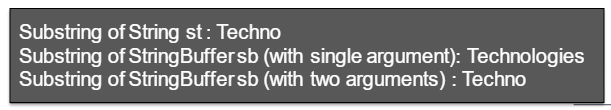 Substring of String st : Techno
Substring of StringBuffer sb (with single argument): Technologies
Substring of StringBuffer sb (with two arguments) : Techno